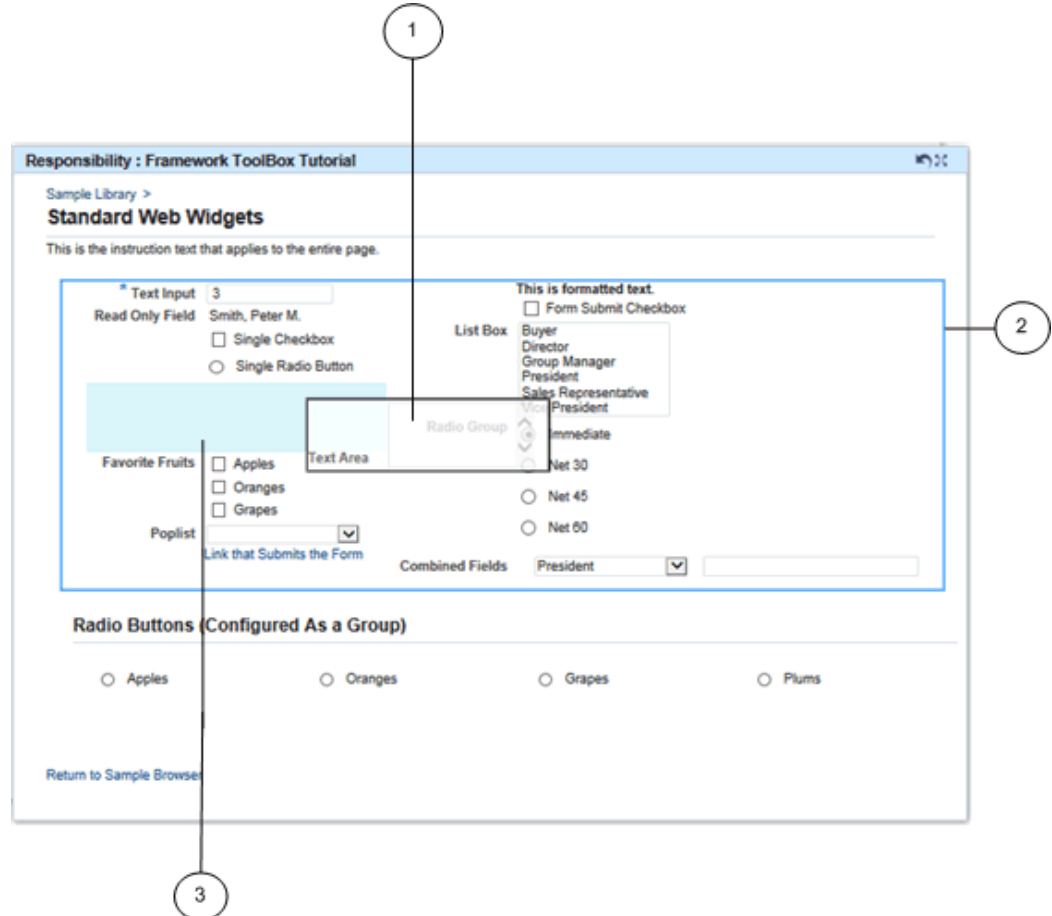 1
Responsibility : Framework ToolBox Tutorial
Sample Library >
Standard Web Widgets
This is the instruction text that applies to the entire page.
* Text Input 3
Read Only Field Smith, Peter M.
Single Checkbox
Single Radio Button
Text Area
Favorite Fruits Apples
Oranges
Grapes
Poplist
Link that Submits the Form
This is formatted text.
Form Submit Checkbox
List Box Buyer
Director
Group Manager
President
Sales Representative
Vice President
Radio Group Immediate
Net 30
Net 45
Net 60
Combined Fields President
2
Radio Buttons (Configured As a Group)
Apples Oranges Grapes Plums
Return to Sample Browser
3